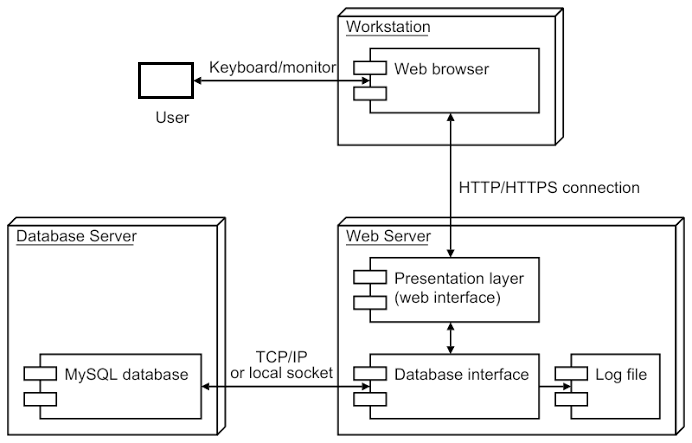 Workstation
Keyboard/monitor
Web browser
User
HTTP/HTTPS connection
Database Server
Web Server
Presentation layer
(web interface)
TCP/IP
or local socket
MySQL database
Database interface
Log file